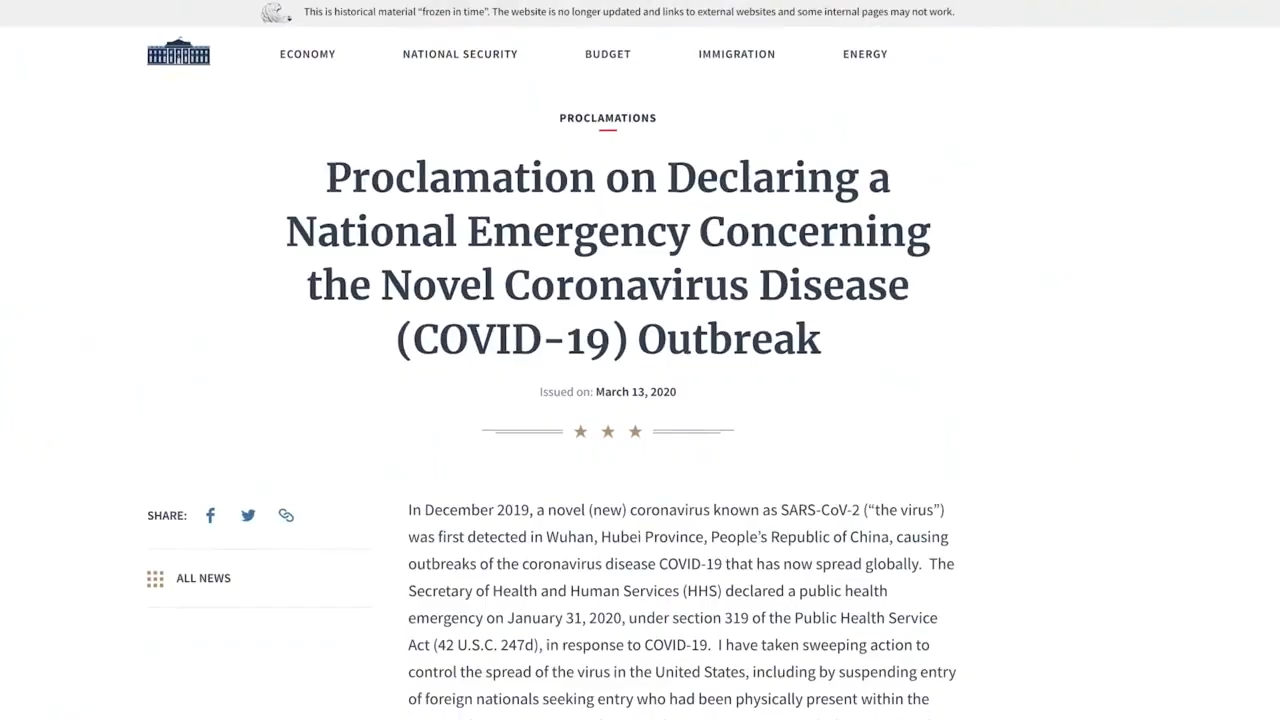 This is historical material “frozen in time”. The website is no longer updated and links to external websites and some internal pages may not work.
ECONOMY NATIONAL SECURITY BUDGET IMMIGRATION ENERGY
PROCLAMATIONS
Proclamation on Declaring a
National Emergency Concerning
the Novel Coronavirus Disease
(COVID-19) Outbreak
Issued on: March 13, 2020
SHARE:
ALL NEWS
In December 2019, a novel (new) coronavirus known as SARS-CoV-2 (“the virus”)
was first detected in Wuhan, Hubei Province, People’s Republic of China, causing
outbreaks of the coronavirus disease COVID-19 that has now spread globally.  The
Secretary of Health and Human Services (HHS) declared a public health
emergency on January 31, 2020, under section 319 of the Public Health Service
Act (42 U.S.C. 247d), in response to COVID-19.  I have taken sweeping action to
control the spread of the virus in the United States, including by suspending entry
of foreign nationals seeking entry who had been physically present within the